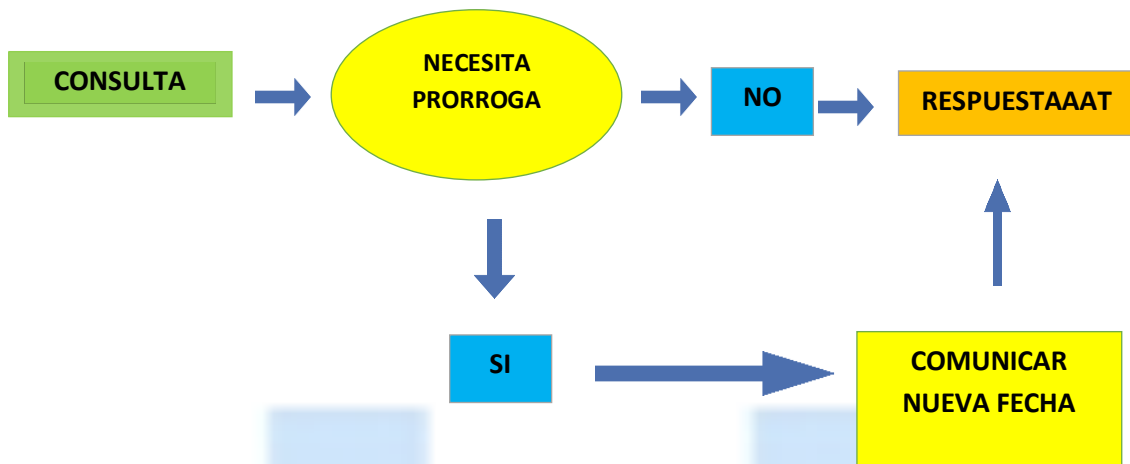 CONSULTA
NECESITA
PRORROGA
NO
RESPUESTAAAT
SI
COMUNICAR
NUEVA FECHA